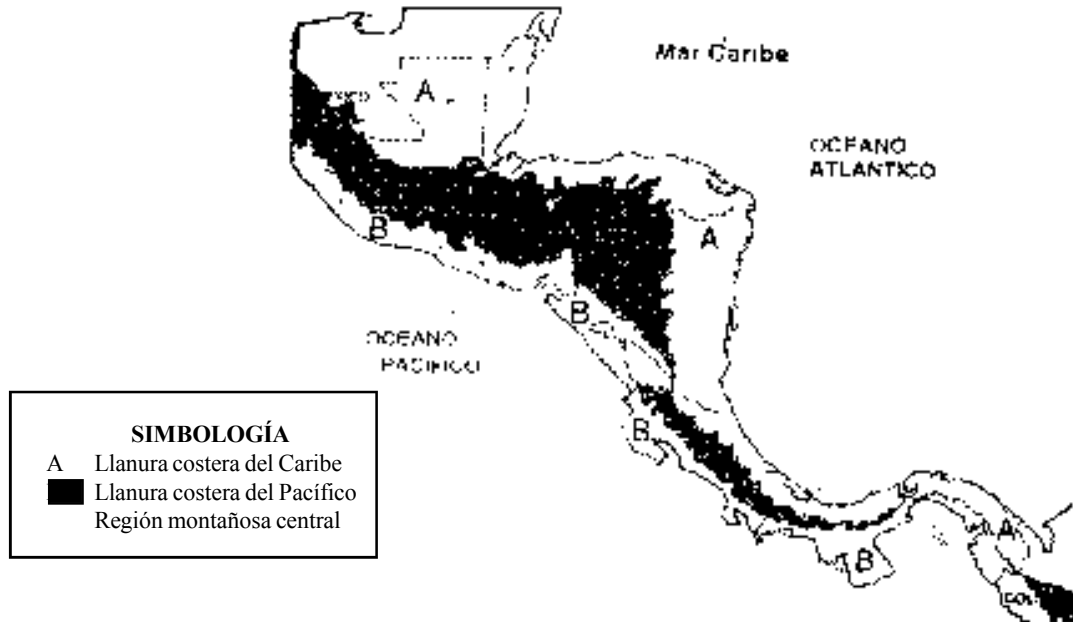 Mar Caribe
A
OCEANO
ATLANTICO
B
A
B
OCEANO
PACIFICO
B
SIMBOLOGÍA
A Llanura costera del Caribe
Llanura costera del Pacífico
Región montañosa central
A
B